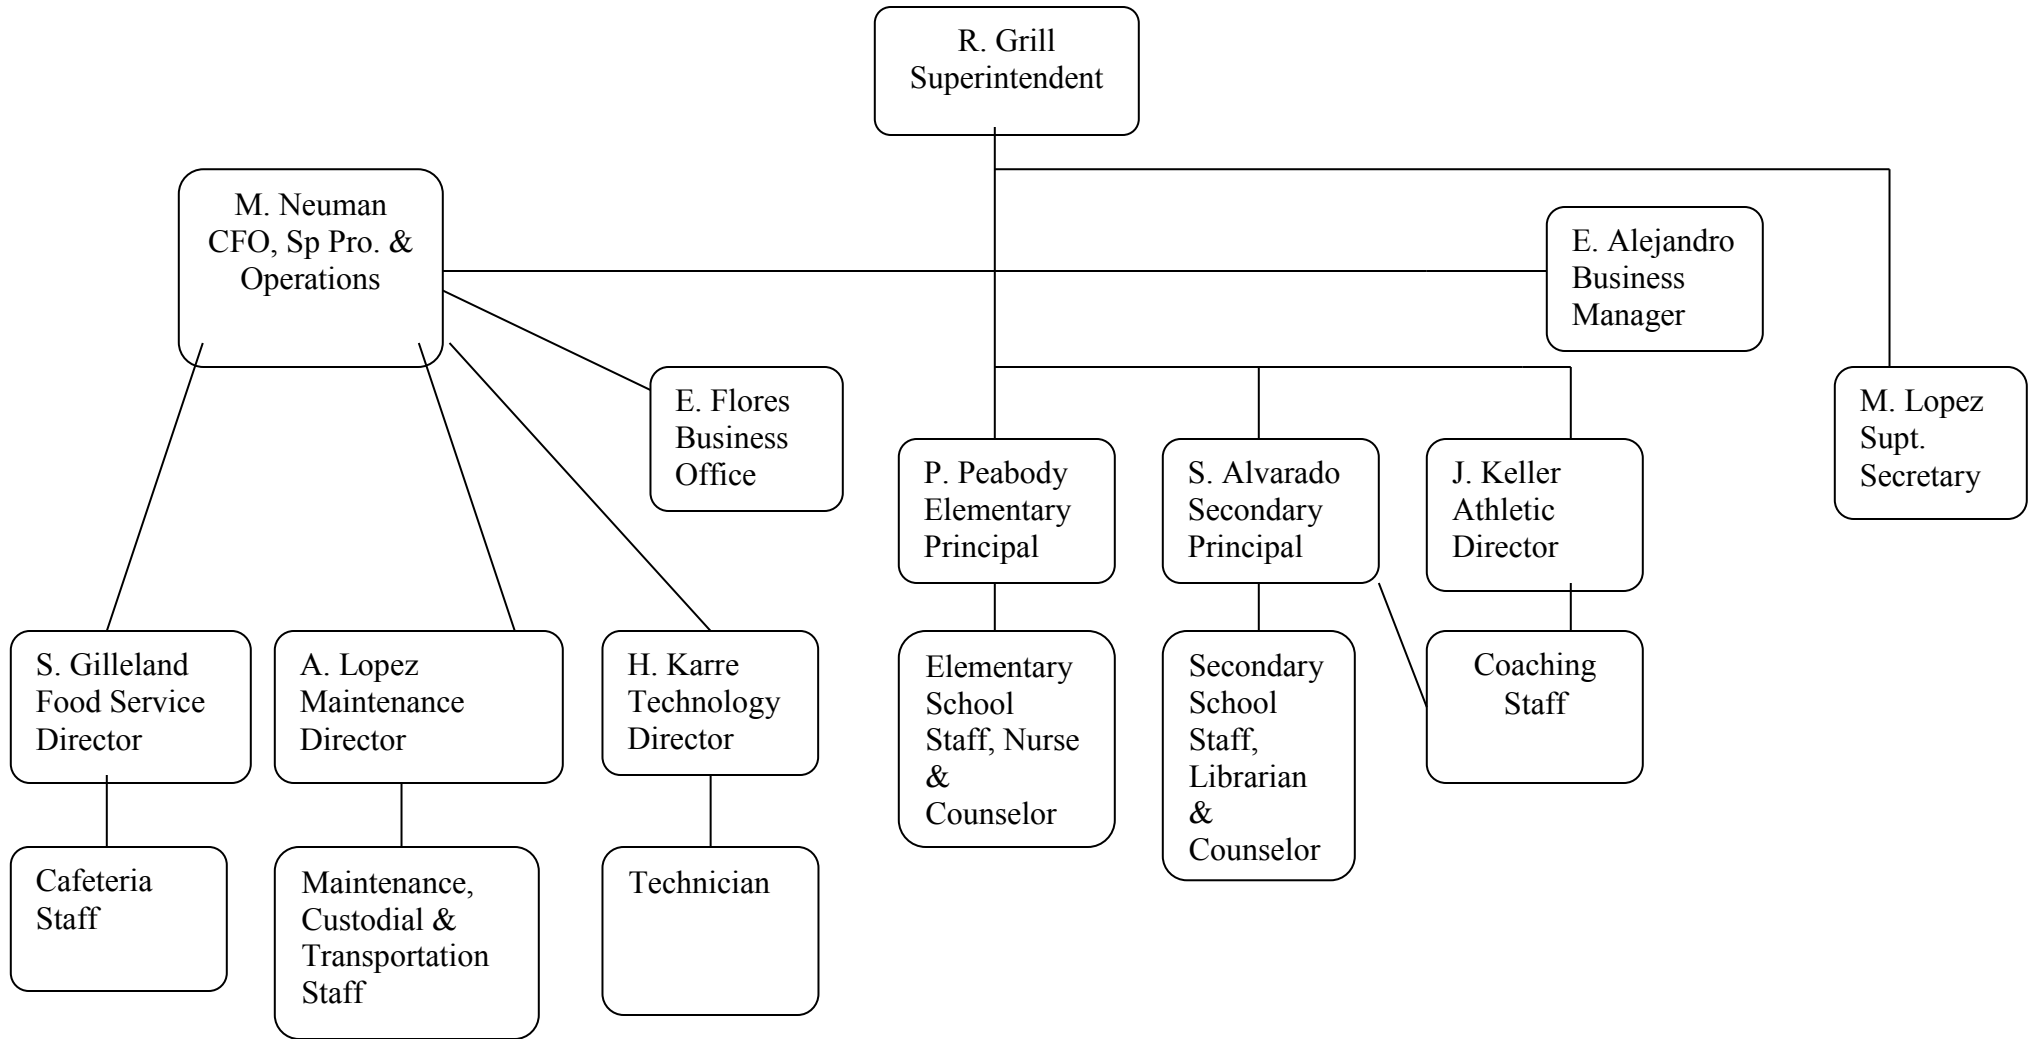 R. Grill
Superintendent
M. Neuman
CFO, Sp Pro. &
Operations
E. Alejandro
Business
Manager
E. Flores
Business
Office
M. Lopez
Supt.
Secretary
P. Peabody
Elementary
Principal
S. Alvarado
Secondary
Principal
J. Keller
Athletic
Director
S. Gilleland
Food Service
Director
A. Lopez
Maintenance
Director
H. Karre
Technology
Director
Elementary
School
Staff, Nurse
&
Counselor
Secondary
School
Staff,
Librarian
&
Counselor
Coaching
Staff
Cafeteria
Staff
Maintenance,
Custodial &
Transportation
Staff
Technician